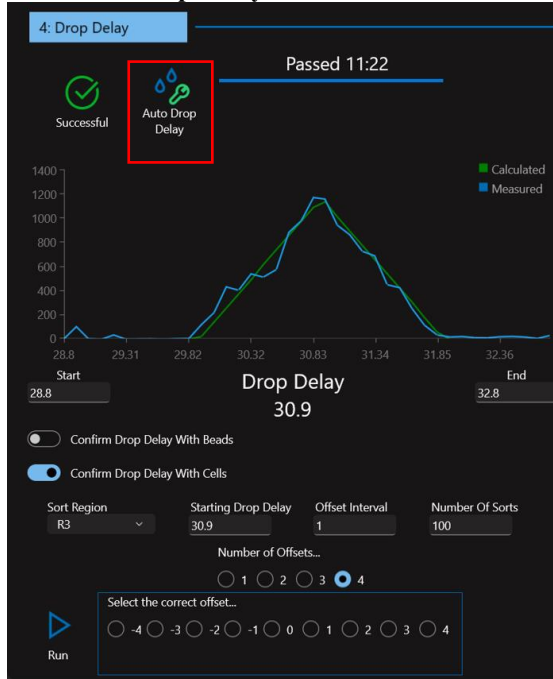 4: Drop Delay
Passed 11:22
Successful
Auto Drop
Delay
Calculated
Measured
1400
1200
1000
800
600
400
200
0
28.8 29.31 29.82 30.32 30.83 31.34 31.85 32.36
Start
28.8
Drop Delay
30.9
End
32.8
Confirm Drop Delay With Beads
Confirm Drop Delay With Cells
Sort Region Starting Drop Delay Offset Interval Number Of Sorts
R3 30.9 1 100
Number of Offsets...
1 2 3 4
Select the correct offset...
-4 -3 -2 -1 0 1 2 3 4
Run